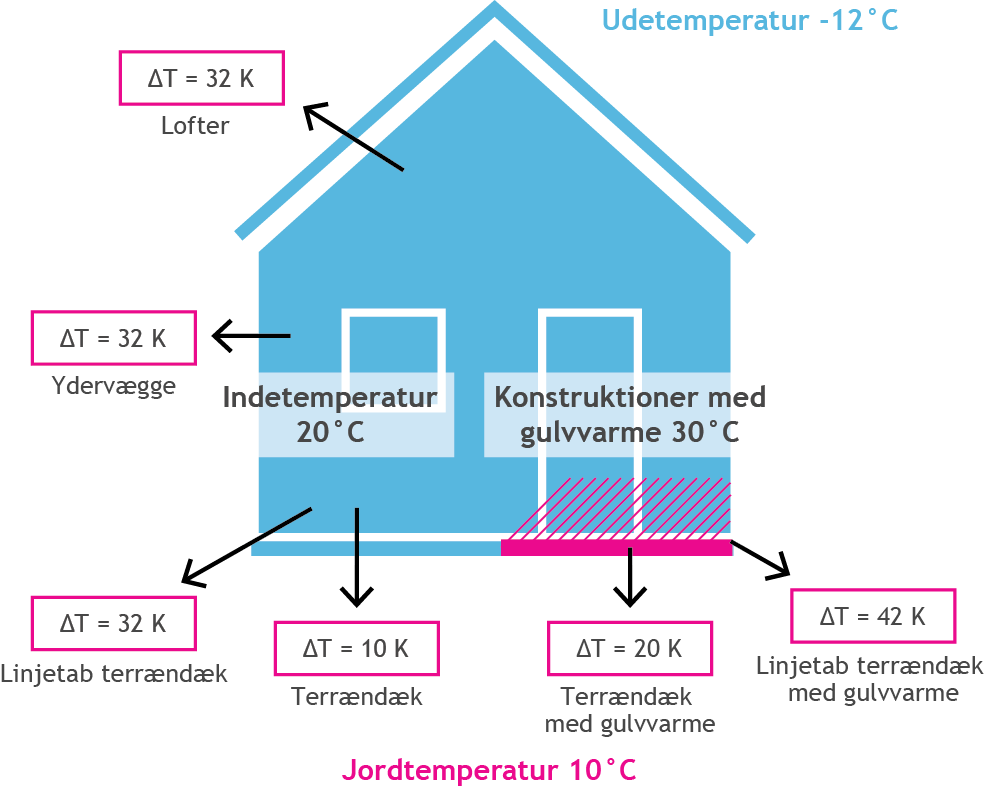 Udetemperatur -12°C
ΔT = 32 K
Lofter
ΔT = 32 K
Ydervægge
Indetemperatur
20°C
Konstruktioner med
gulvvarme 30°C
ΔT = 32 K
Linjetab terrændæk
ΔT = 10 K
Terrændæk
ΔT = 20 K
Terrændæk
med gulvvarme
ΔT = 42 K
Linjetab terrændæk
med gulvvarme
Jordtemperatur 10°C